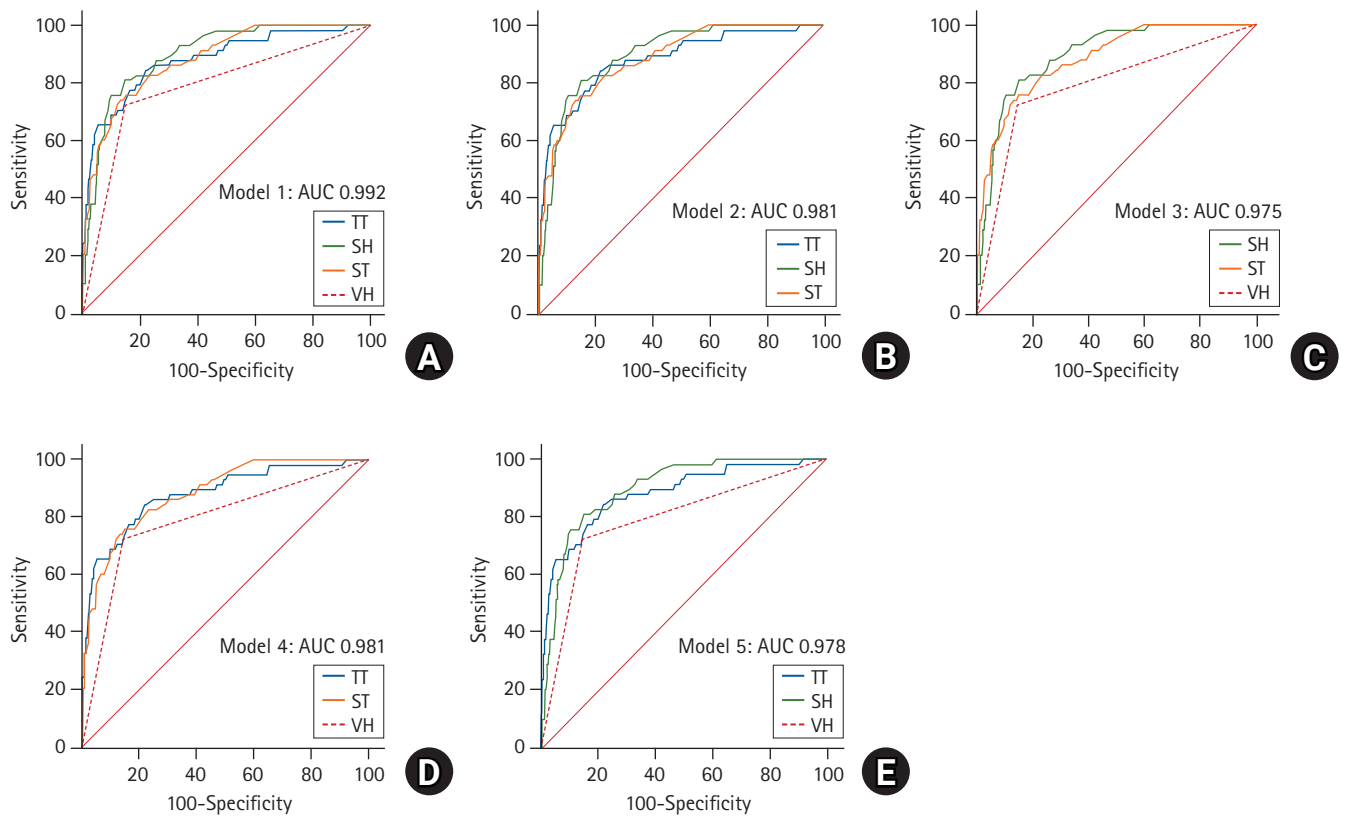 100
80
60
40
20
0
Sensitivity
Model 1: AUC 0.992
TT
SH
ST
VH
20 40 60 80 100
100-Specificity
A
100
80
60
40
20
0
Sensitivity
Model 2: AUC 0.981
TT
SH
ST
20 40 60 80 100
100-Specificity
B
100
80
60
40
20
0
Sensitivity
Model 3: AUC 0.975
SH
ST
VH
20 40 60 80 100
100-Specificity
C
100
80
60
40
20
0
Sensitivity
Model 4: AUC 0.981
TT
ST
VH
20 40 60 80 100
100-Specificity
D
100
80
60
40
20
0
Sensitivity
Model 5: AUC 0.978
TT
SH
VH
20 40 60 80 100
100-Specificity
E